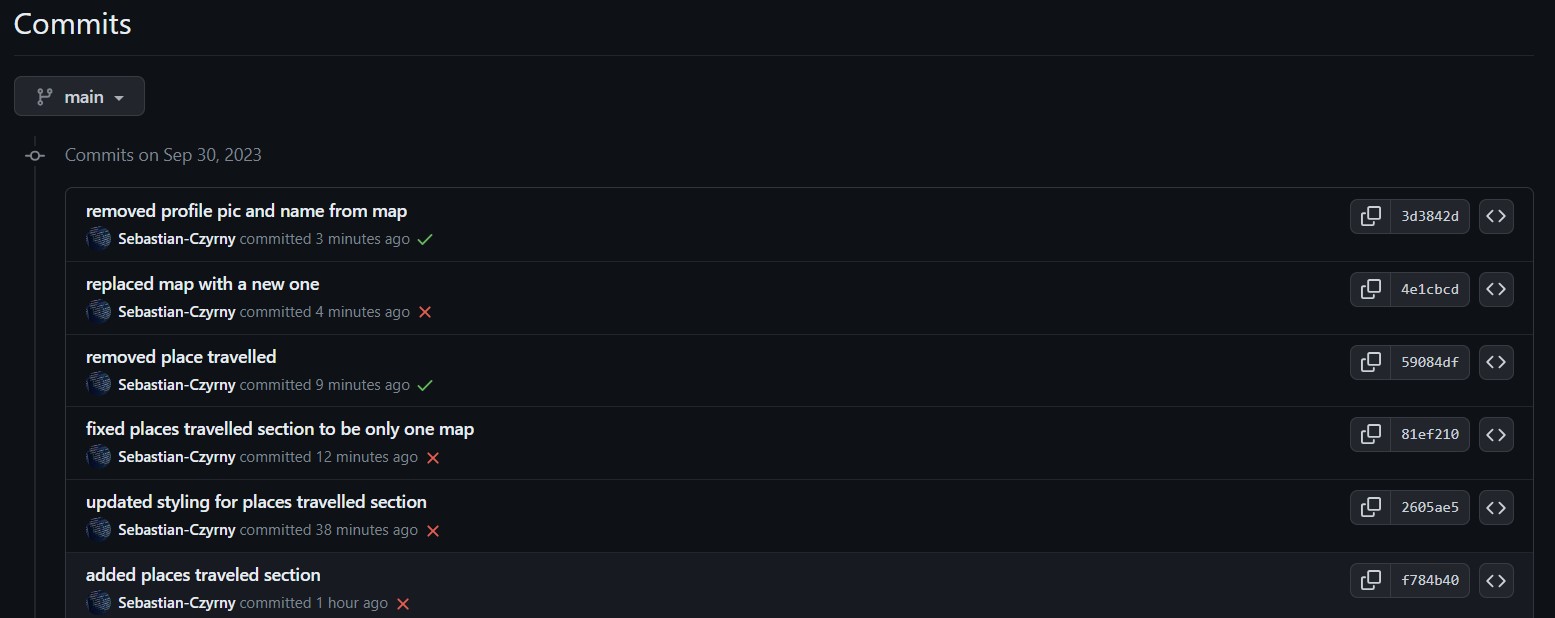 Commits
main
Commits on Sep 30, 2023
removed profile pic and name from map
Sebastian-Czyrny committed 3 minutes ago
3d3842d
replaced map with a new one
Sebastian-Czyrny committed 4 minutes ago
4e1cbcd
removed place travelled
Sebastian-Czyrny committed 9 minutes ago
59084df
fixed places travelled section to be only one map
Sebastian-Czyrny committed 12 minutes ago
81ef210
updated styling for places travelled section
Sebastian-Czyrny committed 38 minutes ago
2605ae5
added places traveled section
Sebastian-Czyrny committed 1 hour ago
f784b40